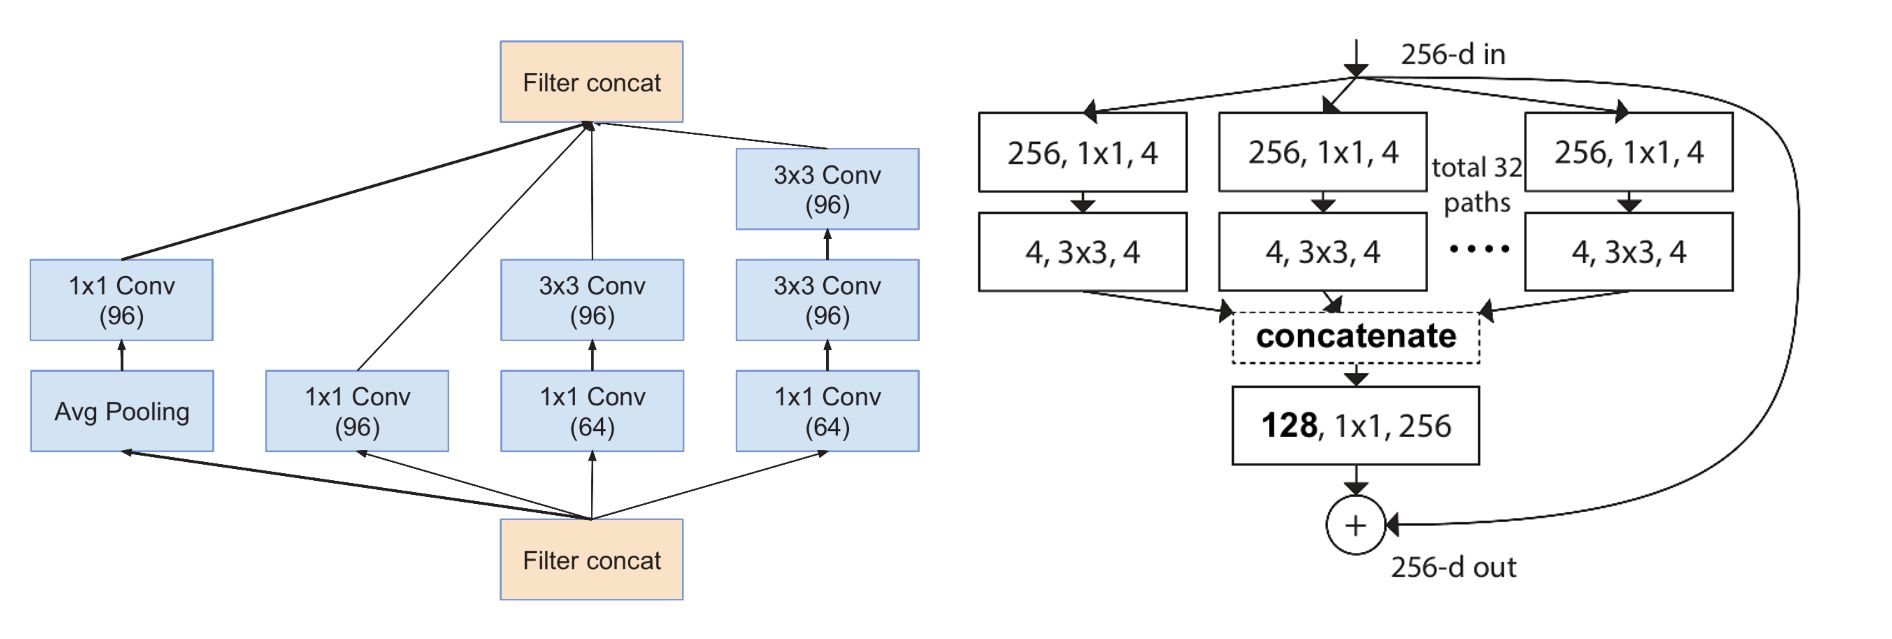 Filter concat
3x3 Conv
(96)
1x1 Conv
(96)
3x3 Conv
(96)
3x3 Conv
(96)
Avg Pooling
1x1 Conv
(96)
1x1 Conv
(64)
1x1 Conv
(64)
Filter concat
256-d in
256, 1x1, 4
256, 1x1, 4
total 32
paths
256, 1x1, 4
4, 3x3, 4
4, 3x3, 4
....
4, 3x3, 4
concatenate
128, 1x1, 256
+
256-d out